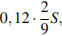 0,12 · 2/9 S,